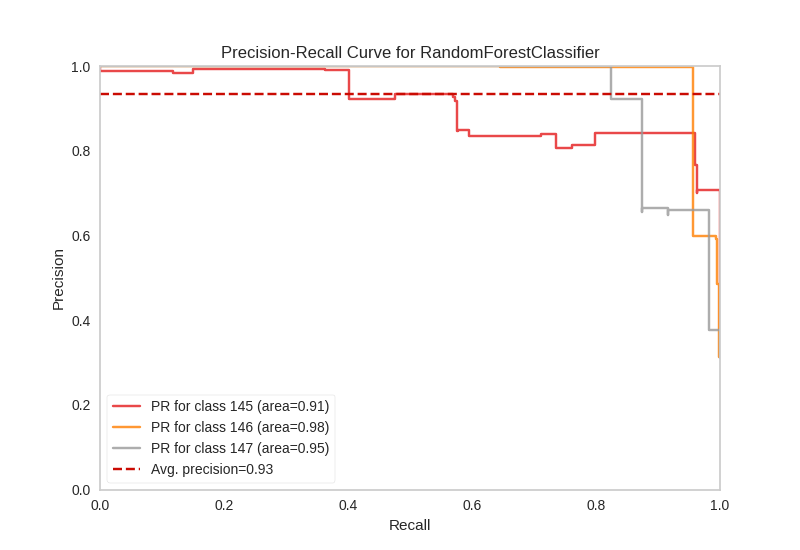 Precision-Recall Curve for RandomForestClassifier
1.0
0.8
0.6
0.4
0.2
0.0
Precision
PR for class 145 (area=0.91)
PR for class 146 (area=0.98)
PR for class 147 (area=0.95)
Avg. precision=0.93
0.0 0.2 0.4 0.6 0.8 1.0
Recall